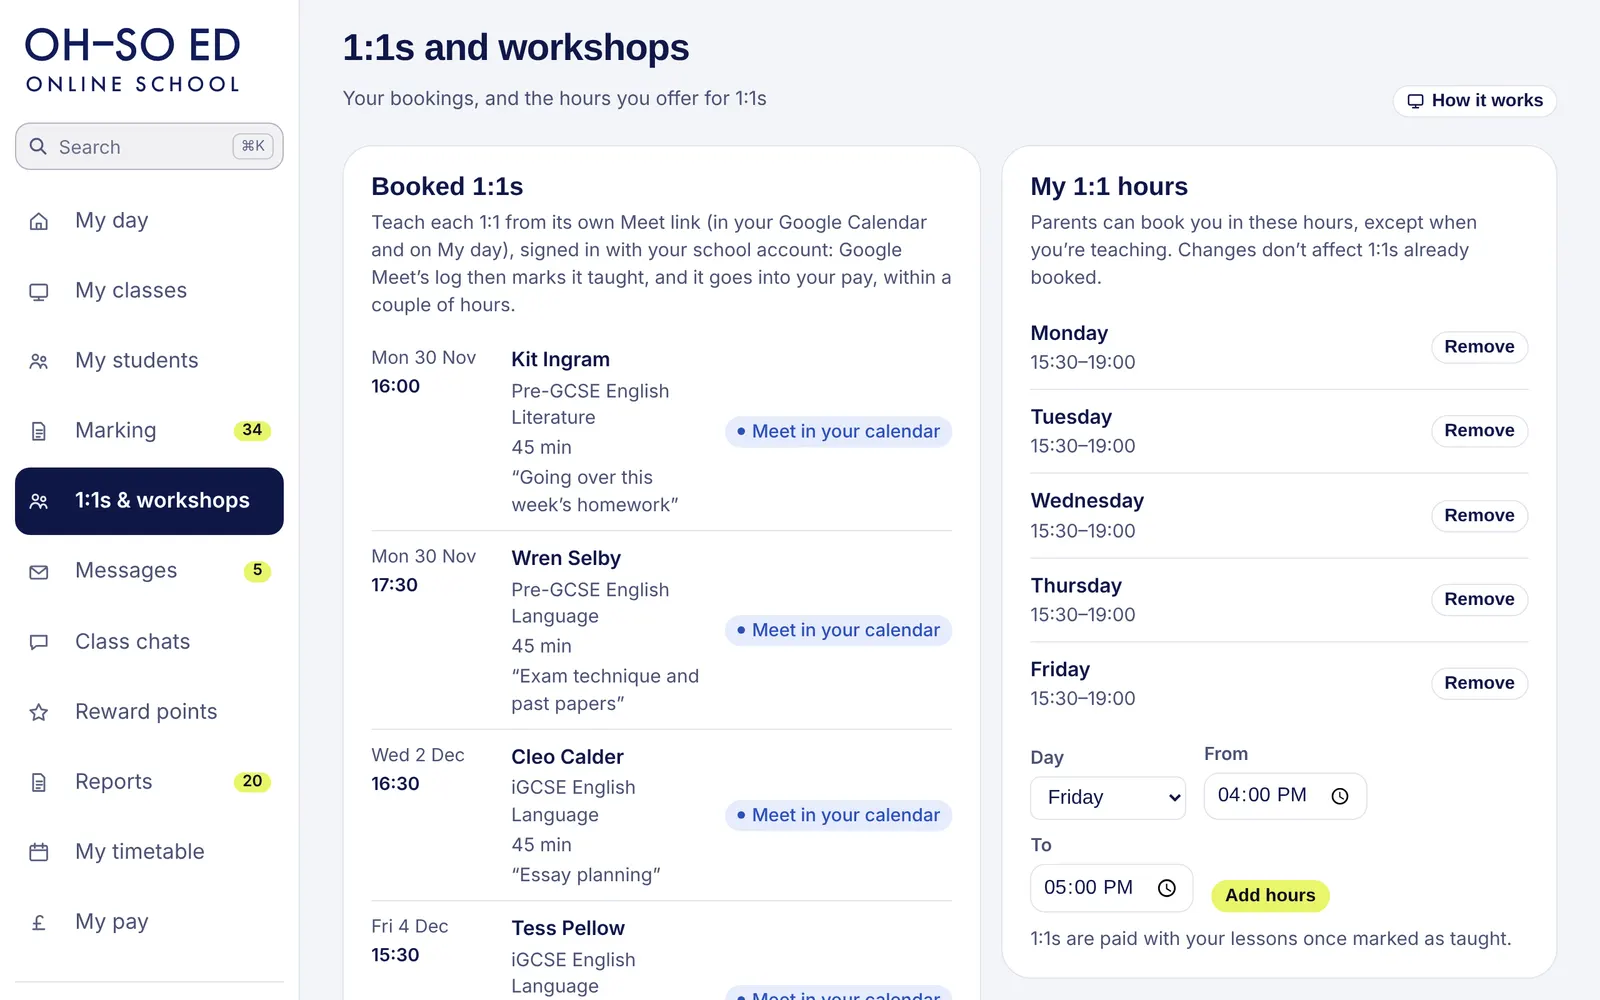 OH–SO ED
ONLINE SCHOOL
Search
⌘K
My day
My classes
My students
Marking
34
1:1s & workshops
Messages
5
Class chats
Reward points
Reports
20
My timetable
£
My pay
1:1s and workshops
Your bookings, and the hours you offer for 1:1s
How it works
Booked 1:1s
Teach each 1:1 from its own Meet link (in your Google Calendar
and on My day), signed in with your school account: Google
Meet’s log then marks it taught, and it goes into your pay, within a
couple of hours.
Mon 30 Nov
16:00
Kit Ingram
Pre-GCSE English
Literature
45 min
“Going over this
week’s homework”
Meet in your calendar
Mon 30 Nov
17:30
Wren Selby
Pre-GCSE English
Language
45 min
“Exam technique and
past papers”
Meet in your calendar
Wed 2 Dec
16:30
Cleo Calder
iGCSE English
Language
45 min
“Essay planning”
Meet in your calendar
Fri 4 Dec
15:30
Tess Pellow
iGCSE English
Language
Meet in your calendar
My 1:1 hours
Parents can book you in these hours, except when
you’re teaching. Changes don’t affect 1:1s already
booked.
Monday
15:30–19:00
Remove
Tuesday
15:30–19:00
Remove
Wednesday
15:30–19:00
Remove
Thursday
15:30–19:00
Remove
Friday
15:30–19:00
Remove
Day
Friday
From
04:00 PM
To
05:00 PM
Add hours
1:1s are paid with your lessons once marked as taught.